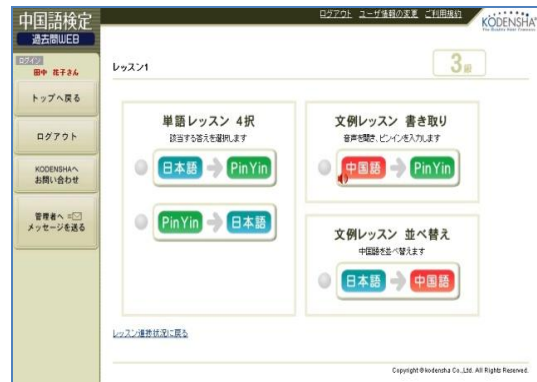 中国語検定
過去問WEB
ログイン
田中 花子さん
トップへ戻る
ログアウト
KODENSHAへ
お問い合わせ
管理者へ
メッセージを送る
ログアウト ユーザ情報の変更 ご利用規約
KODENSHA
レッスン1
3級
単語レッスン 4択
該当する答えを選択します
日本語 PinYin
PinYin 日本語
文例レッスン 書き取り
音声を聞き、ピンインを入力します
中国語 PinYin
文例レッスン 並べ替え
中国語を並べ替えます
日本語 中国語
レッスン進捗状況に戻る
Copyright ©kodensha Co.,Ltd. All Rights Reserved.